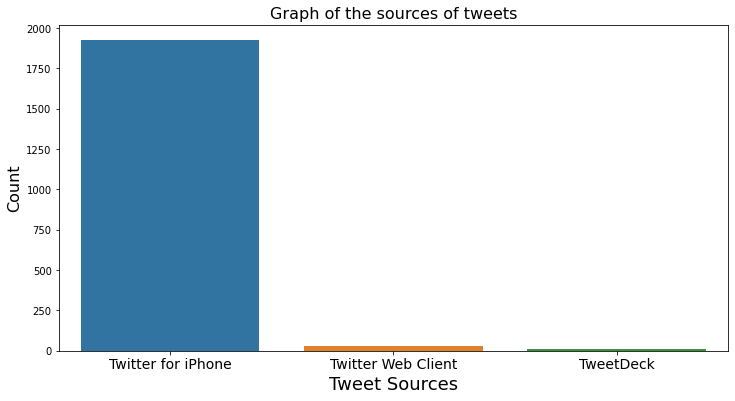 Graph of the sources of tweets
2000
1750
1500
1250
1000
750
500
250
0
Count
Twitter for iPhone
Twitter Web Client
TweetDeck
Tweet Sources